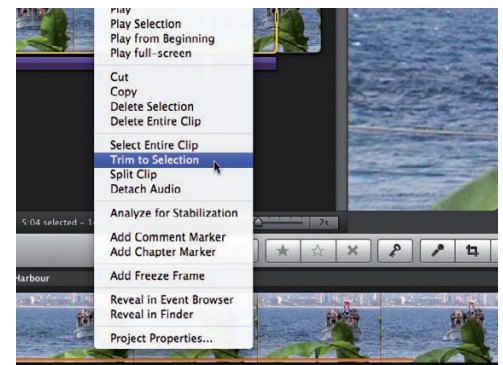 Play
Play Selection
Play from Beginning
Play full-screen
Cut
Copy
Delete Selection
Delete Entire Clip
Select Entire Clip
Trim to Selection
Split Clip
Detach Audio
Analyze for Stabilization
5:04 selected -
2s
Add Comment Marker
Add Chapter Marker
Harbour
Add Freeze Frame
Reveal in Event Browser
Reveal in Finder
Project Properties...